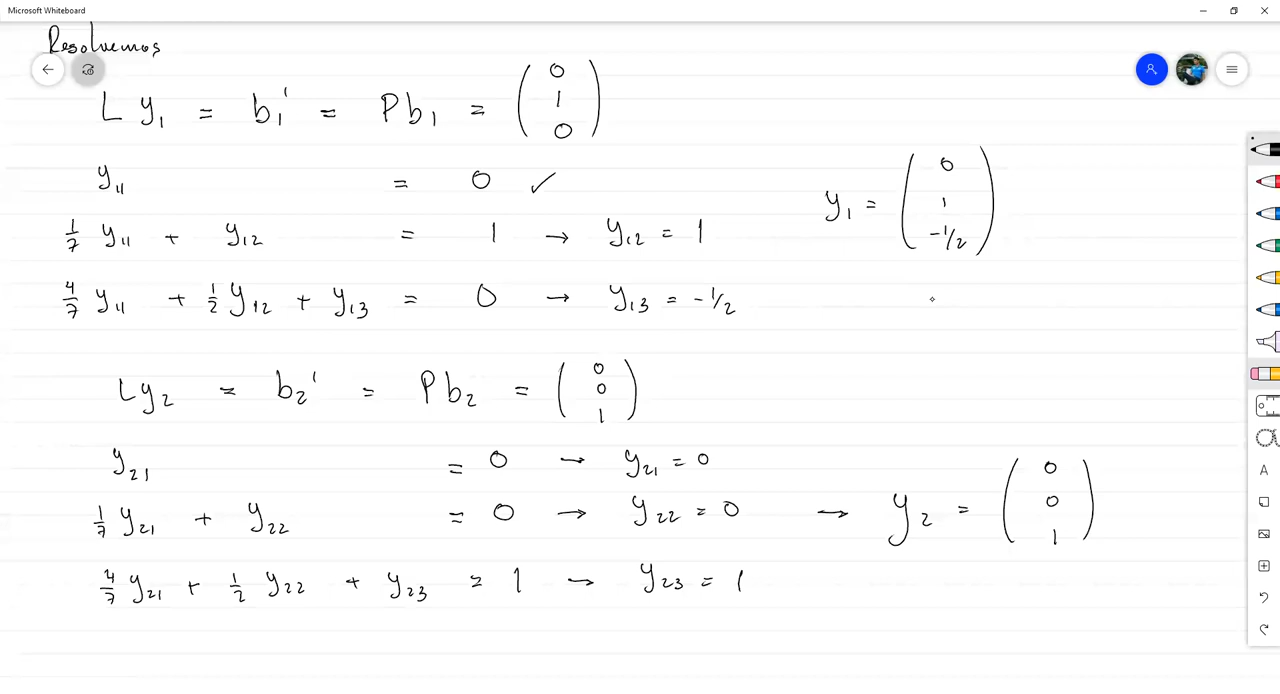 Microsoft Whiteboard
Resolvemos
L y₁ = b₁' = Pb₁ = (0 1 0)
y₁₁ = 0 ✓
1/7 y₁₁ + y₁₂ = 1 → y₁₂ = 1
y₁ = (0 1 -1/2)
4/7 y₁₁ + 1/2 y₁₂ + y₁₃ = 0 → y₁₃ = -1/2
Ly₂ = b₂' = Pb₂ = (0 0 1)
y₂₁ = 0 → y₂₁ = 0
1/7 y₂₁ + y₂₂ = 0 → y₂₂ = 0 → y₂ = (0 0 1)
4/7 y₂₁ + 1/2 y₂₂ + y₂₃ = 1 → y₂₃ = 1
A